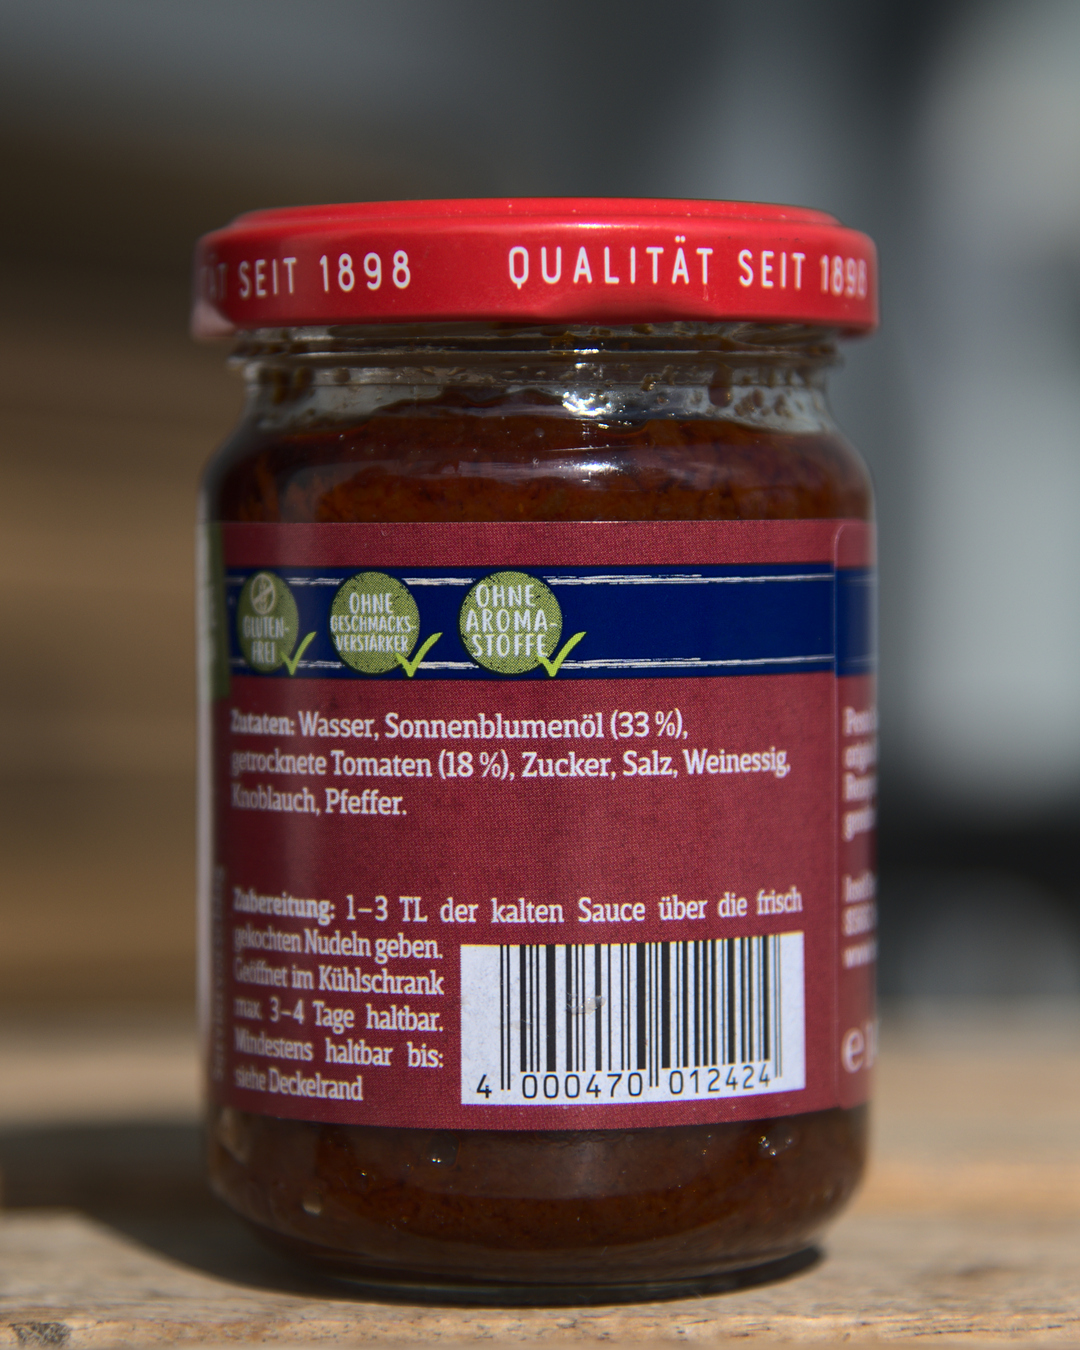 SEIT 1898 QUALITÄT SEIT 1898
GLUTEN-
FREI
OHNE
GESCHMACKS-
VERSTÄRKER
OHNE
AROMA-
STOFFE
Zutaten: Wasser, Sonnenblumenöl (33 %),
getrocknete Tomaten (18 %), Zucker, Salz, Weinessig,
Knoblauch, Pfeffer.
Zubereitung: 1–3 TL der kalten Sauce über die frisch
gekochten Nudeln geben.
Geöffnet im Kühlschrank
max. 3–4 Tage haltbar.
Mindestens haltbar bis:
siehe Deckelrand
4 000470 012424
e